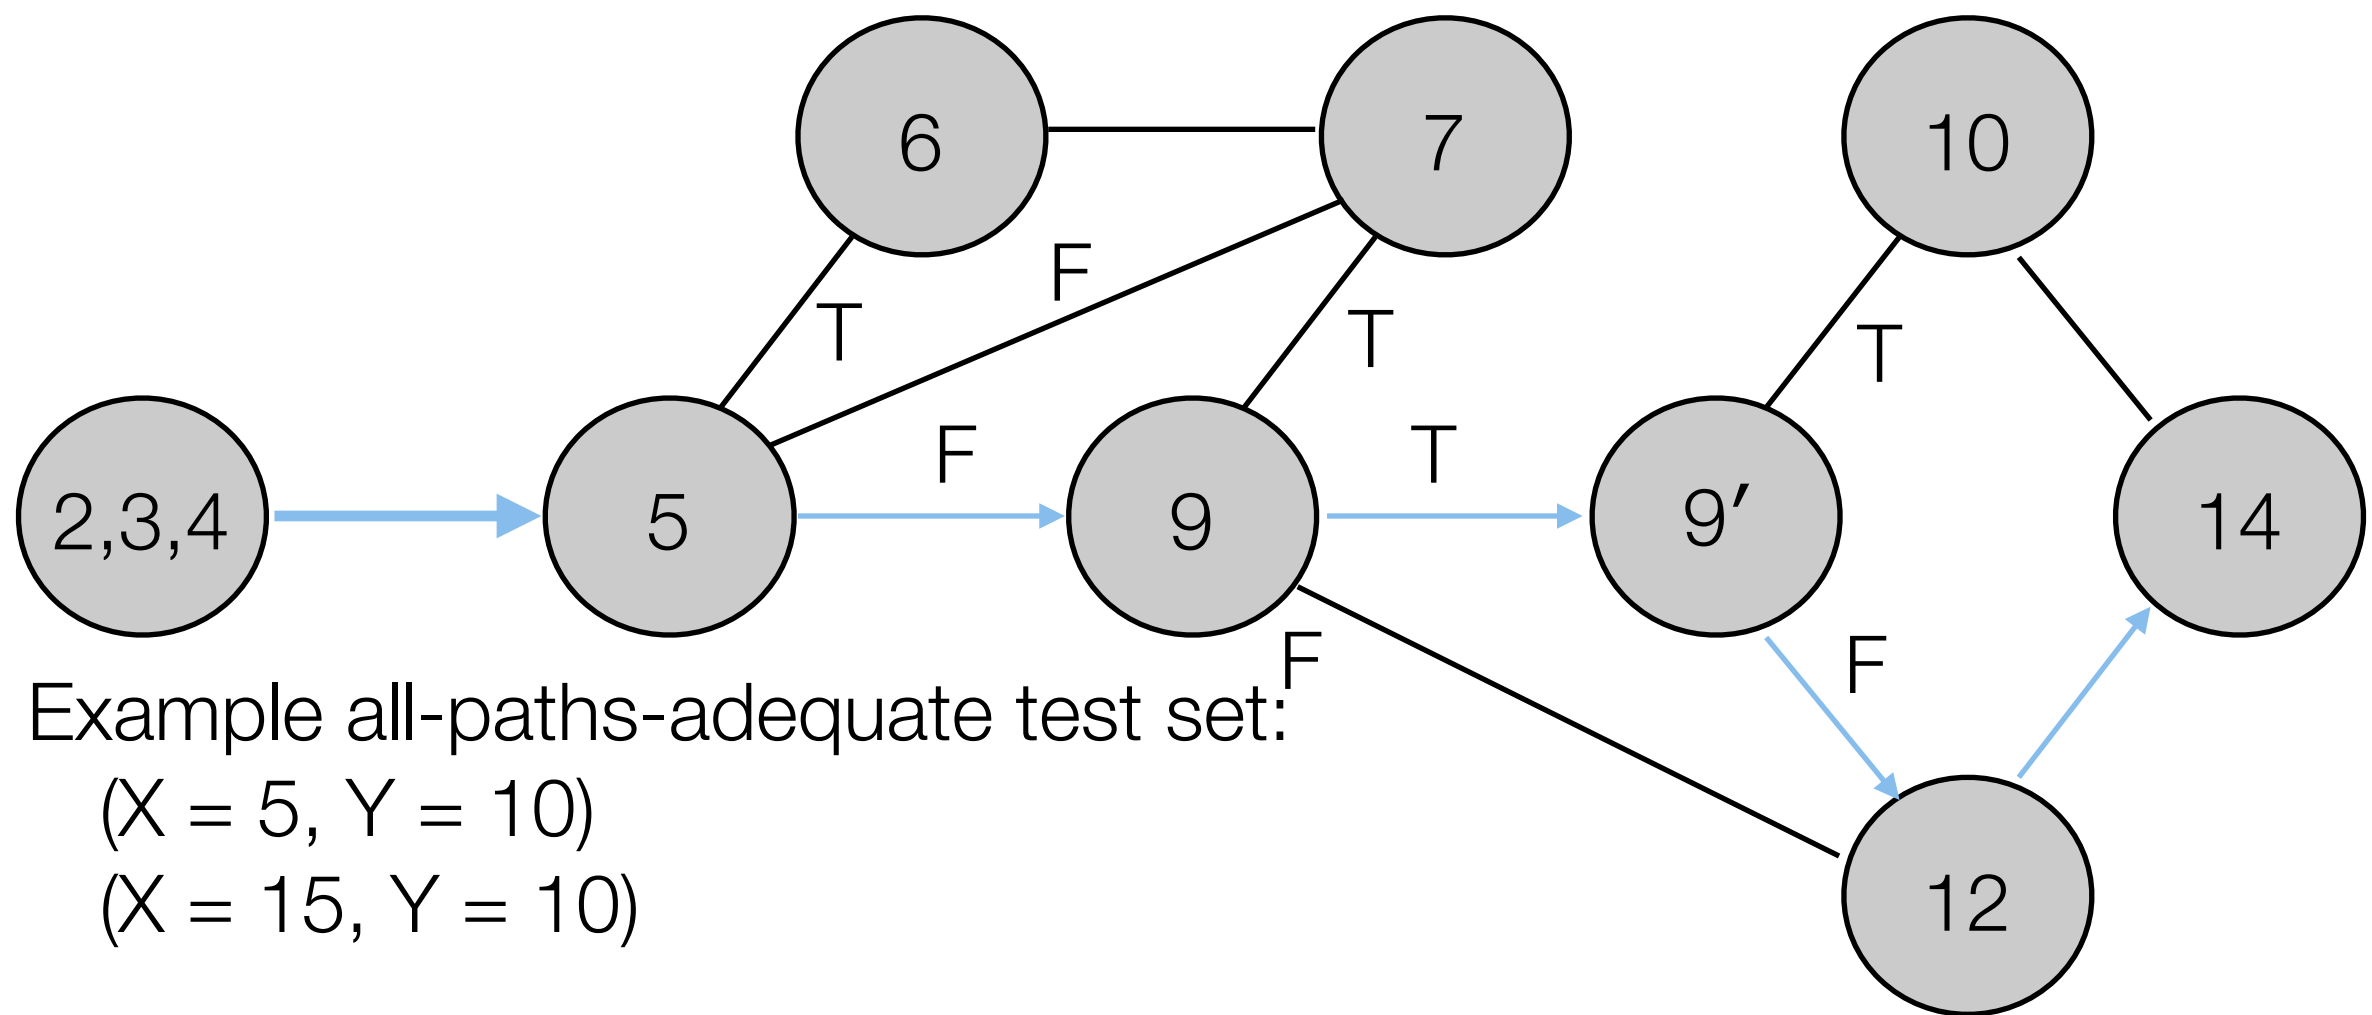 6
7
10
F
T
T
T
2,3,4
5
F
9
T
9′
14
F
F
Example all-paths-adequate test set:
(X = 5, Y = 10)
(X = 15, Y = 10)
12